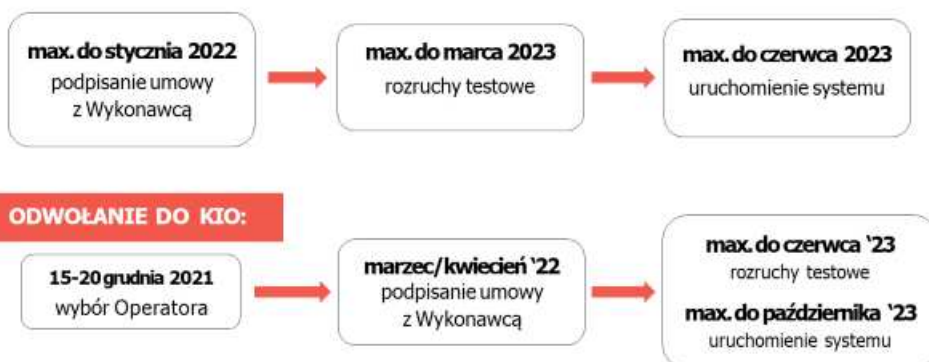 max. do stycznia 2022
podpisanie umowy
z Wykonawcą
max. do marca 2023
rozruchy testowe
max. do czerwca 2023
uruchomienie systemu
ODWOŁANIE DO KIO:
15-20 grudnia 2021
wybór Operatora
marzec/kwiecień ‘22
podpisanie umowy
z Wykonawcą
max. do czerwca ‘23
rozruchy testowe
max. do października ‘23
uruchomienie systemu